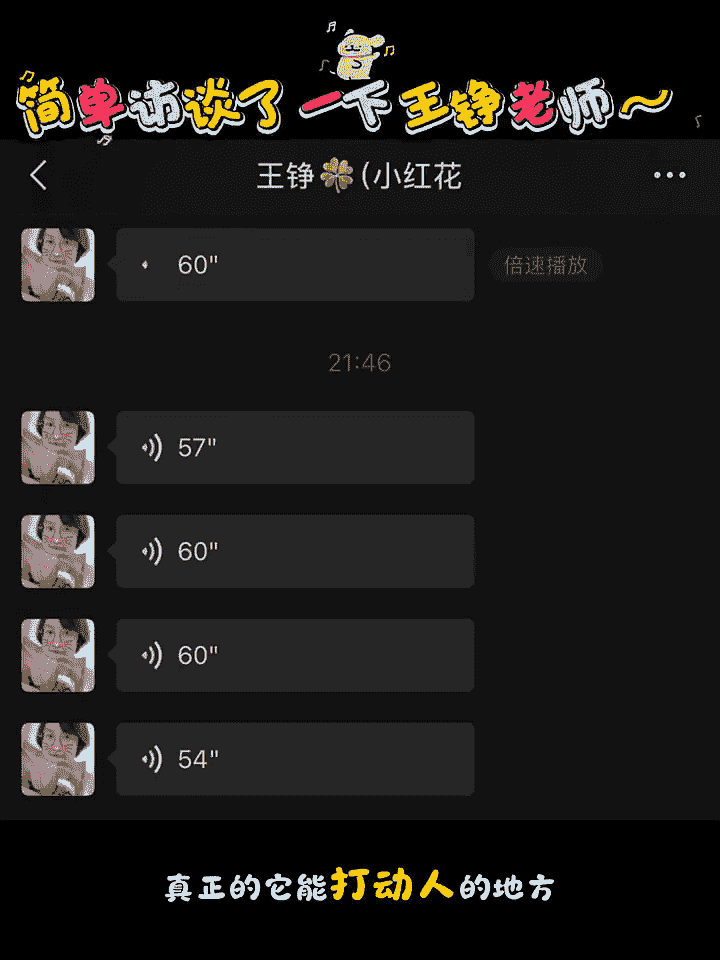 简单访谈了一下王铮老师～
王铮🍀(小红花
60"
倍速播放
21:46
57"
60"
60"
54"
真正的它能打动人的地方